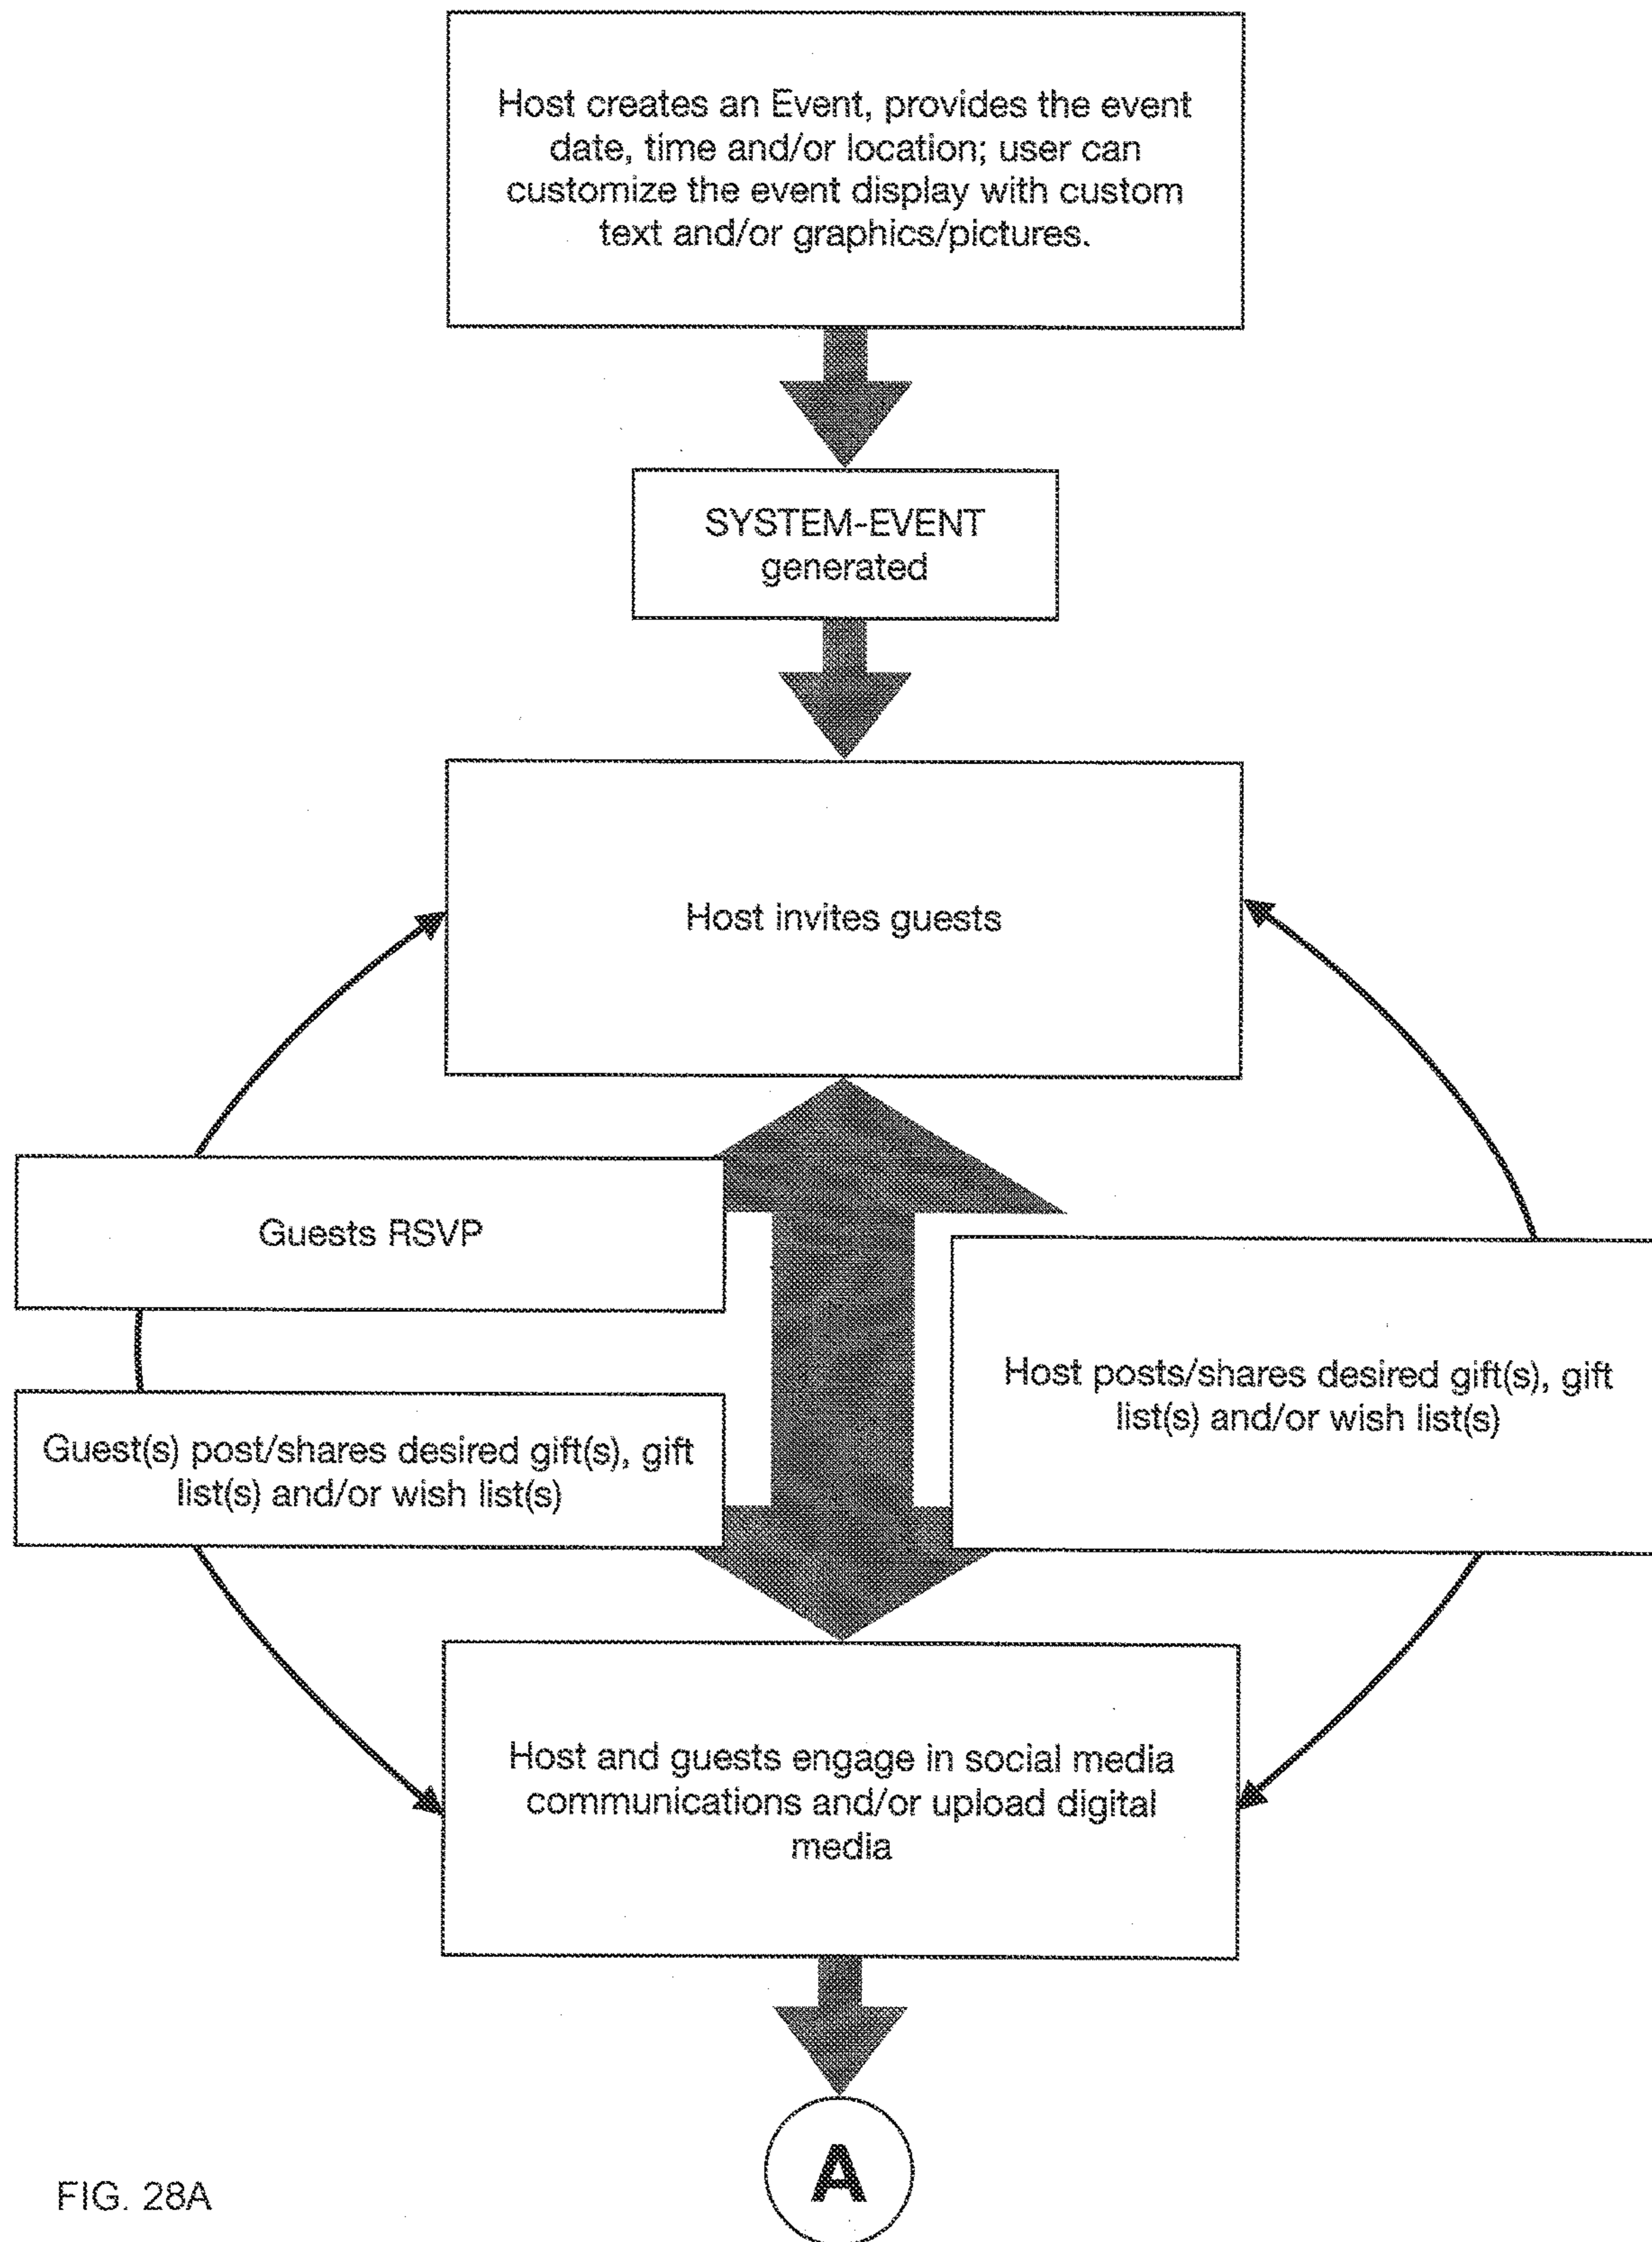 Host creates an Event, provides the event
date, time and/or location; user can
customize the event display with custom
text and/or graphics/pictures.
SYSTEM-EVENT
generated
Host invites guests
Guests RSVP
Host posts/shares desired gift(s), gift
list(s) and/or wish list(s)
Guest(s) post/shares desired gift(s), gift
list(s) and/or wish list(s)
Host and guests engage in social media
communications and/or upload digital
media
A
FIG. 28A